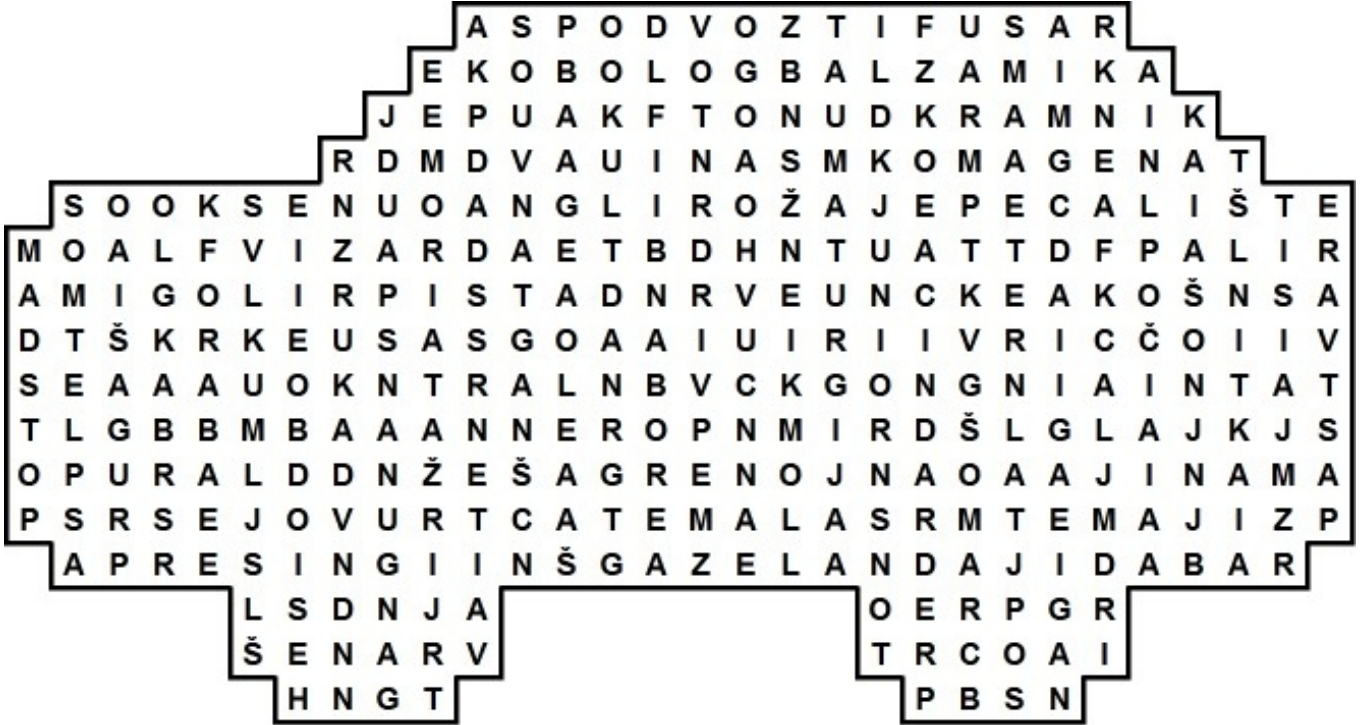 A S P O D V O Z T I F U S A R
E K O B O L O G B A L Z A M I K A
J E P U A K F T O N U D K R A M N I K
R D M D V A U I N A S M K O M A G E N A T
S O O K S E N U O A N G L I R O Ž A J E P E C A L I Š T E
M O A L F V I Z A R D A E T B D H N T U A T T D F P A L I R
A M I G O L I R P I S T A D N R V E U N C K E A K O Š N S A
D T Š K R K E U S A S G O A A I U I R I I V R I C Č O I I V
S E A A A U O K N T R A L N B V C K G O N G N I A I N T A T
T L G B B M B A A A N N E R O P N M I R D Š L G L A J K J S
O P U R A L D D N Ž E Š A G R E N O J N A O A A J I N A M A
P S R S E J O V U R T C A T E M A L A S R M T E M A J I Z P
A P R E S I N G I I N Š G A Z E L A N D A J I D A B A R
L S D N J A O E R P G R
Š E N A R V T R C O A I
H N G T P B S N